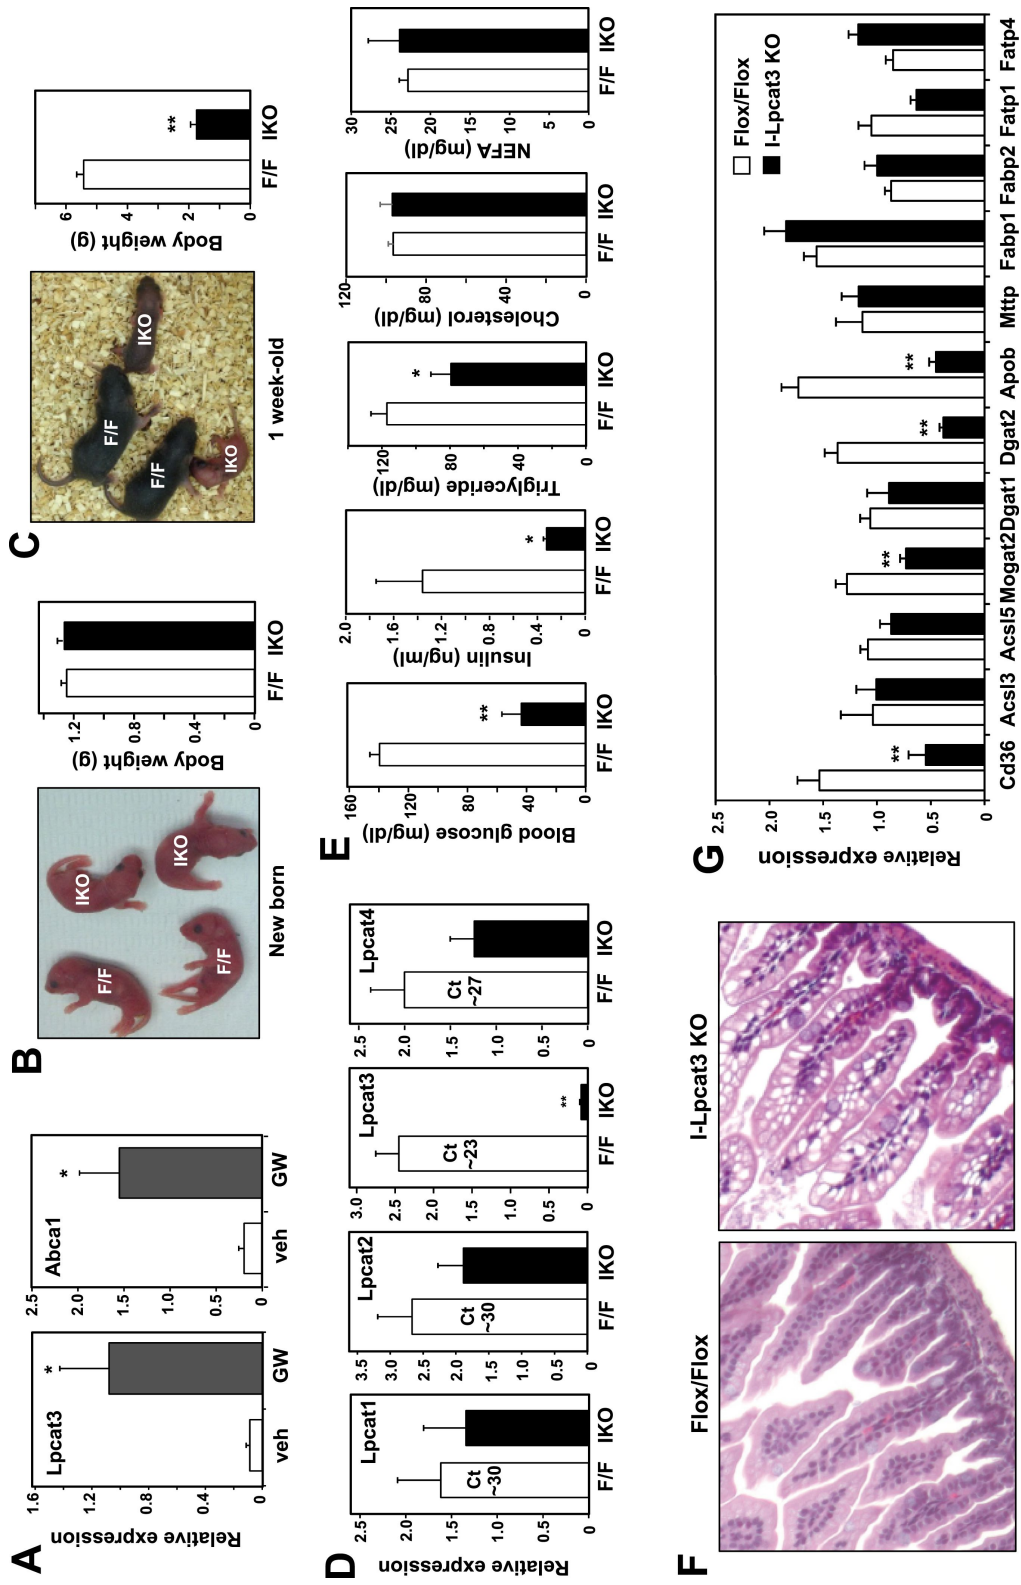 A
Relative expression
1.6
1.2
0.8
0.4
0
Lpcat3
*
veh
GW
2.5
2.0
1.5
1.0
0.5
0
Abca1
*
veh
GW
B
F/F
IKO
F/F
IKO
New born
Body weight (g)
1.2
0.8
0.4
0
F/F
IKO
C
F/F
IKO
F/F
IKO
1 week-old
Body weight (g)
6
4
2
0
**
F/F
IKO
D
Relative expression
2.5
2.0
1.5
1.0
0.5
0
Lpcat1
Ct
~30
F/F
IKO
3.5
3.0
2.5
2.0
1.5
1.0
0.5
0
Lpcat2
Ct
~30
F/F
IKO
3.0
2.5
2.0
1.5
1.0
0.5
0
Lpcat3
Ct
~23
**
F/F
IKO
2.5
2.0
1.5
1.0
0.5
0
Lpcat4
Ct
~27
F/F
IKO
E
Blood glucose (mg/dl)
160
120
80
40
0
**
F/F
IKO
Insulin (ng/ml)
2.0
1.6
1.2
0.8
0.4
0
*
F/F
IKO
Triglyceride (mg/dl)
120
80
40
0
*
F/F
IKO
Cholesterol (mg/dl)
120
80
40
0
F/F
IKO
NEFA (mg/dl)
30
25
20
15
10
5
0
F/F
IKO
F
Flox/Flox
I-Lpcat3 KO
G
Relative expression
2.5
2.0
1.5
1.0
0.5
0
Flox/Flox
I-Lpcat3 KO
**
**
**
**
Cd36 Acsl3 Acsl5 Mogat2 Dgat1 Dgat2 Apob Mttp Fabp1 Fabp2 Fatp1 Fatp4